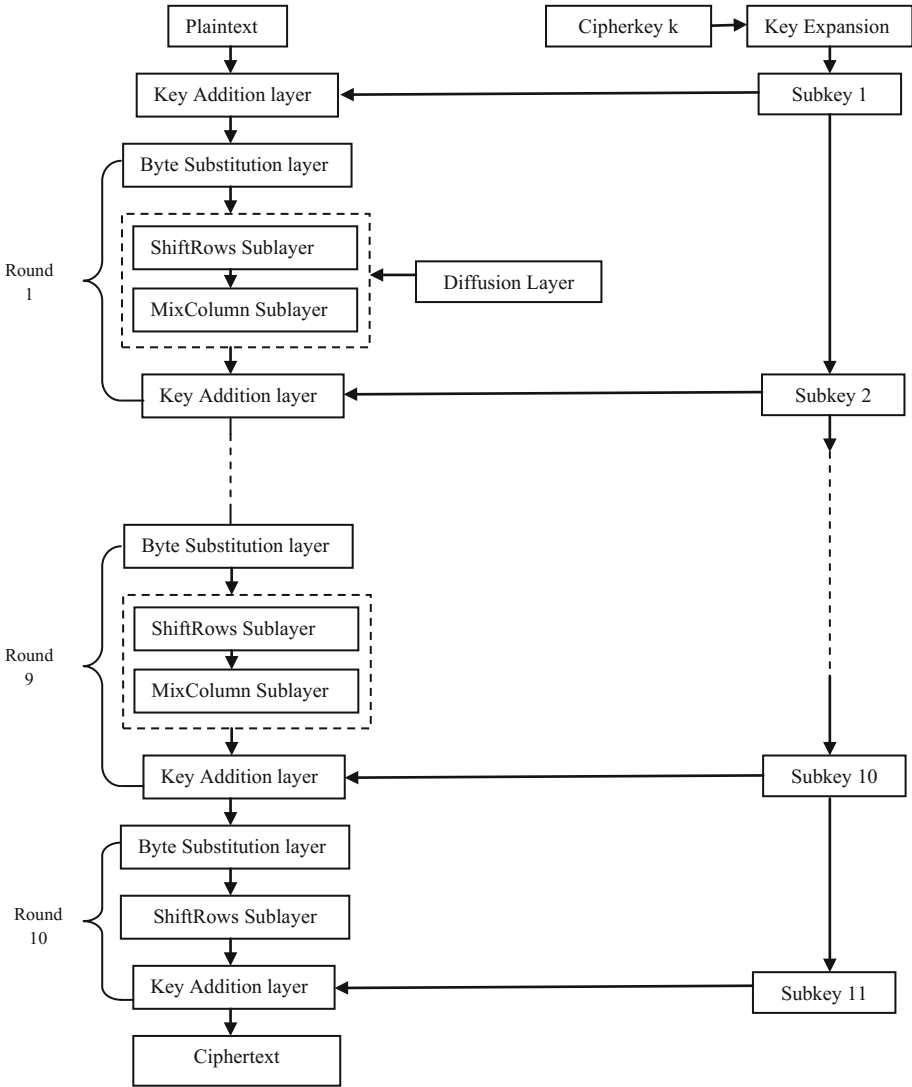 Plaintext
Cipherkey k
Key Expansion
Key Addition layer
Subkey 1
Byte Substitution layer
ShiftRows Sublayer
Round
1
Diffusion Layer
MixColumn Sublayer
Key Addition layer
Subkey 2
Byte Substitution layer
ShiftRows Sublayer
Round
9
MixColumn Sublayer
Key Addition layer
Subkey 10
Byte Substitution layer
Round
10
ShiftRows Sublayer
Key Addition layer
Subkey 11
Ciphertext